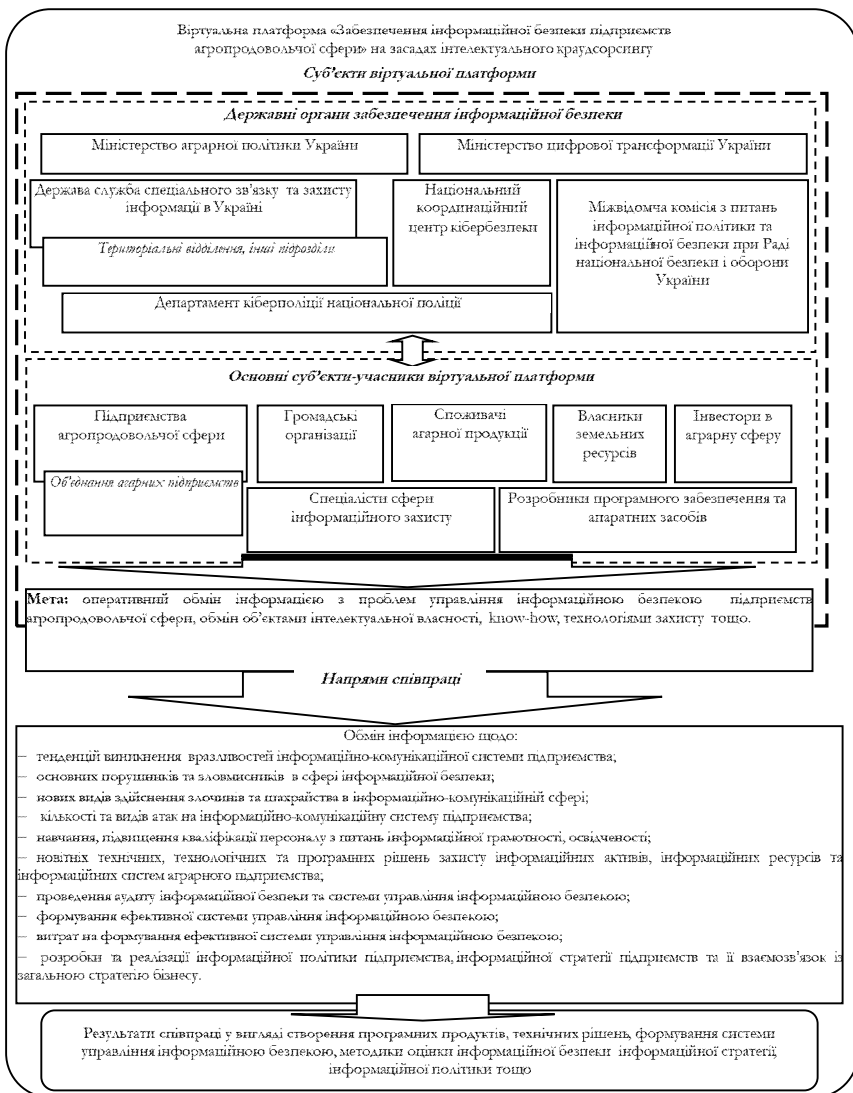 Віртуальна платформа «Забезпечення інформаційної безпеки підприємств
агропродовольчої сфери» на засадах інтелектуального краудсорсингу
Суб'єкти віртуальної платформи
Державні органи забезпечення інформаційної безпеки
Міністерство аграрної політики України
Міністерство цифрової трансформації України
Держава служба спеціального зв'язку та захисту
інформації в Україні
Територіальні відділення, інші підрозділи
Національний
координаційний
центр кібербезпеки
Міжвідомча комісія з питань
інформаційної політики та
інформаційної безпеки при Раді
національної безпеки і оборони
України
Департамент кіберполіції національної поліції
Основні суб'єкти-учасники віртуальної платформи
Підприємства
агропродовольчої сфери
Об'єднання агарних підприємств
Громадські
організації
Споживачі
агарної продукції
Власники
земельних
ресурсів
Інвестори в
аграрну сферу
Спеціалісти сфери
інформаційного захисту
Розробники програмного забезпечення та
апаратних засобів
Мета: оперативний обмін інформацією з проблем управління інформаційною безпекою підприємств
агропродовольчої сфери, обмін об'єктами інтелектуальної власності, know-how, технологіями захисту тощо.
Напрями співпраці
Обмін інформацією щодо:
– тенденцій виникнення вразливостей інформаційно-комунікаційної системи підприємства;
– основних порушників та зловмисників в сфері інформаційної безпеки;
– нових видів здійснення злочинів та шахрайства в інформаційно-комунікаційній сфері;
– кількості та видів атак на інформаційно-комунікаційну систему підприємства;
– навчання, підвищення кваліфікації персоналу з питань інформаційної грамотності, освідченості;
– новітніх технічних, технологічних та програмних рішень захисту інформаційних активів, інформаційних ресурсів та
інформаційних систем аграрного підприємства;
– проведення аудиту інформаційної безпеки та системи управління інформаційною безпекою;
– формування ефективної системи управління інформаційною безпекою;
– витрат на формування ефективної системи управління інформаційною безпекою;
– розробки та реалізації інформаційної політики підприємства, інформаційної стратегії підприємств та її взаємозв'язок із
загальною стратегію бізнесу.
Результати співпраці у вигляді створення програмних продуктів, технічних рішень, формування системи
управління інформаційною безпекою, методики оцінки інформаційної безпеки інформаційної стратегії,
інформаційної політики тощо